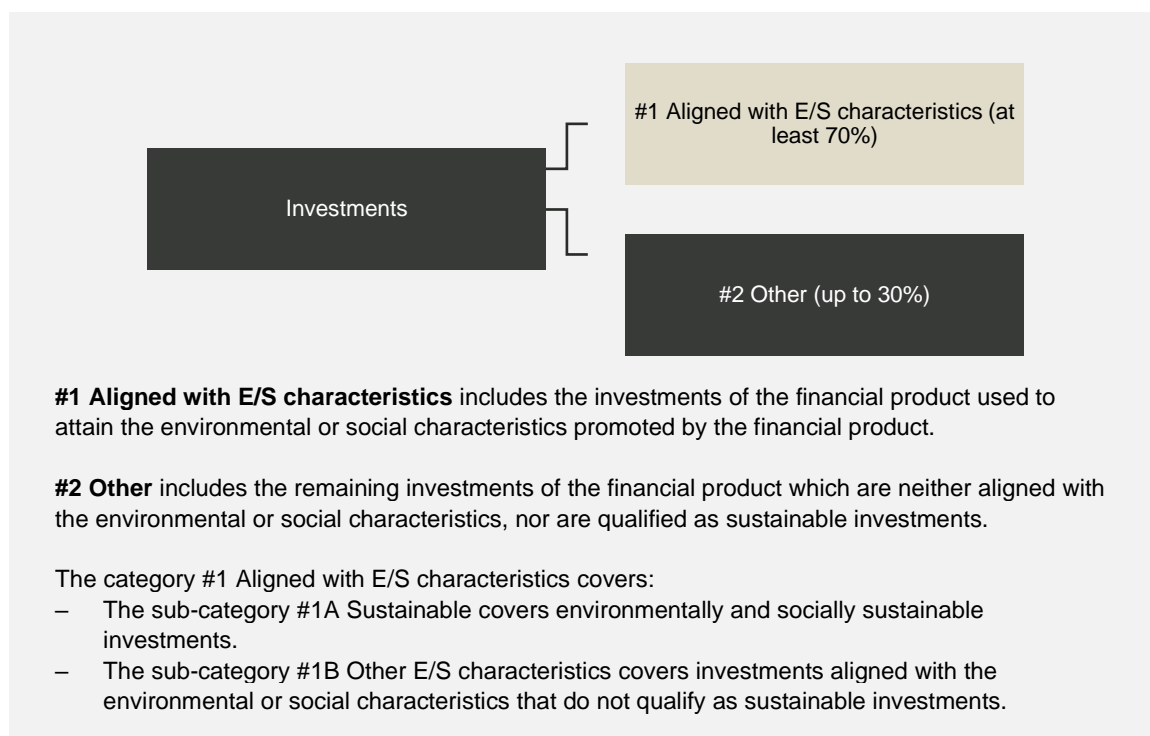 #1 Aligned with E/S characteristics (at
least 70%)
Investments
#2 Other (up to 30%)
#1 Aligned with E/S characteristics includes the investments of the financial product used to
attain the environmental or social characteristics promoted by the financial product.
#2 Other includes the remaining investments of the financial product which are neither aligned with
the environmental or social characteristics, nor are qualified as sustainable investments.
The category #1 Aligned with E/S characteristics covers:
– The sub-category #1A Sustainable covers environmentally and socially sustainable
investments.
– The sub-category #1B Other E/S characteristics covers investments aligned with the
environmental or social characteristics that do not qualify as sustainable investments.